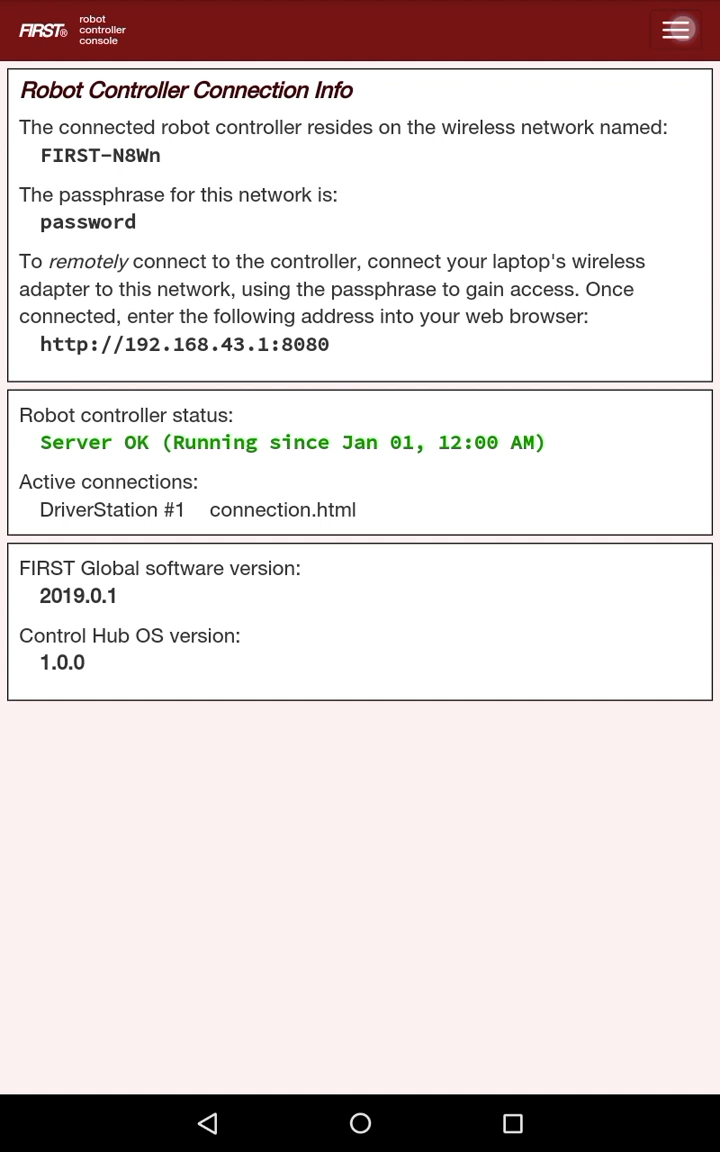 FIRST® robot
controller
console
Robot Controller Connection Info
The connected robot controller resides on the wireless network named:
FIRST-N8Wn
The passphrase for this network is:
password
To remotely connect to the controller, connect your laptop's wireless
adapter to this network, using the passphrase to gain access. Once
connected, enter the following address into your web browser:
http://192.168.43.1:8080
Robot controller status:
Server OK (Running since Jan 01, 12:00 AM)
Active connections:
DriverStation #1 connection.html
FIRST Global software version:
2019.0.1
Control Hub OS version:
1.0.0